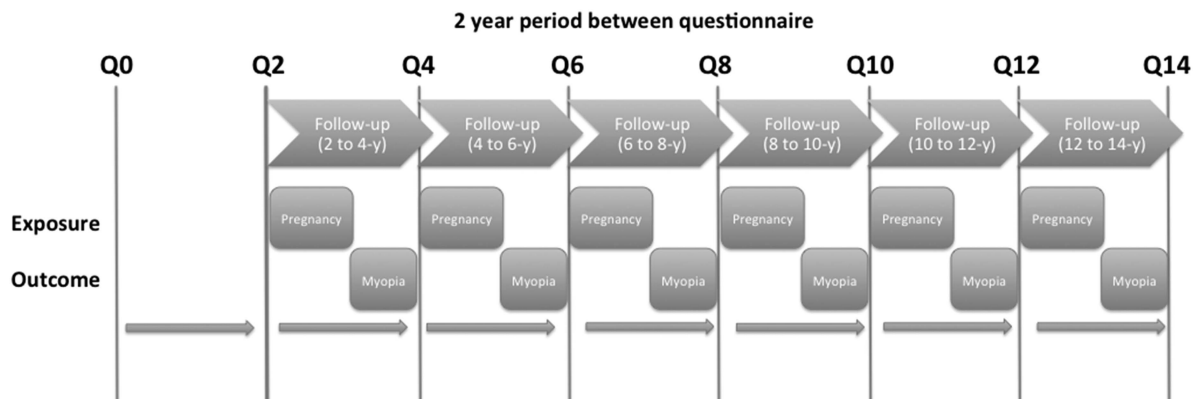 2 year period between questionnaire
Q0 Q2 Q4 Q6 Q8 Q10 Q12 Q14
Follow-up Follow-up Follow-up Follow-up Follow-up Follow-up
(2 to 4-y) (4 to 6-y) (6 to 8-y) (8 to 10-y) (10 to 12-y) (12 to 14-y)
Exposure Pregnancy Pregnancy Pregnancy Pregnancy Pregnancy Pregnancy
Outcome Myopia Myopia Myopia Myopia Myopia Myopia